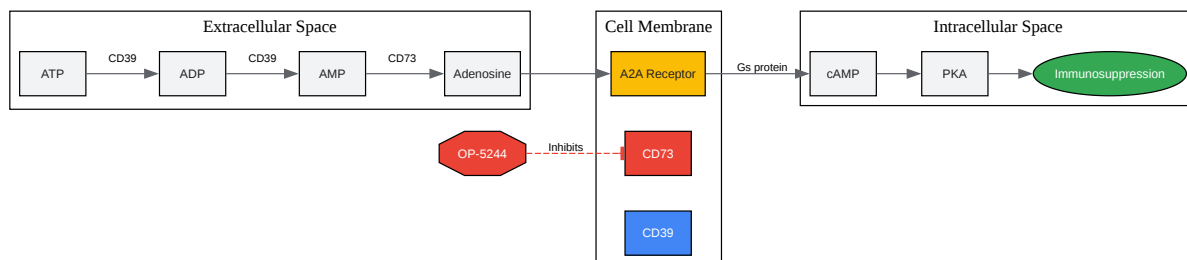 Extracellular Space
Cell Membrane
Intracellular Space
ATP
CD39
ADP
CD39
AMP
CD73
Adenosine
A2A Receptor
Gs protein
cAMP
PKA
Immunosuppression
OP-5244
Inhibits
CD73
CD39